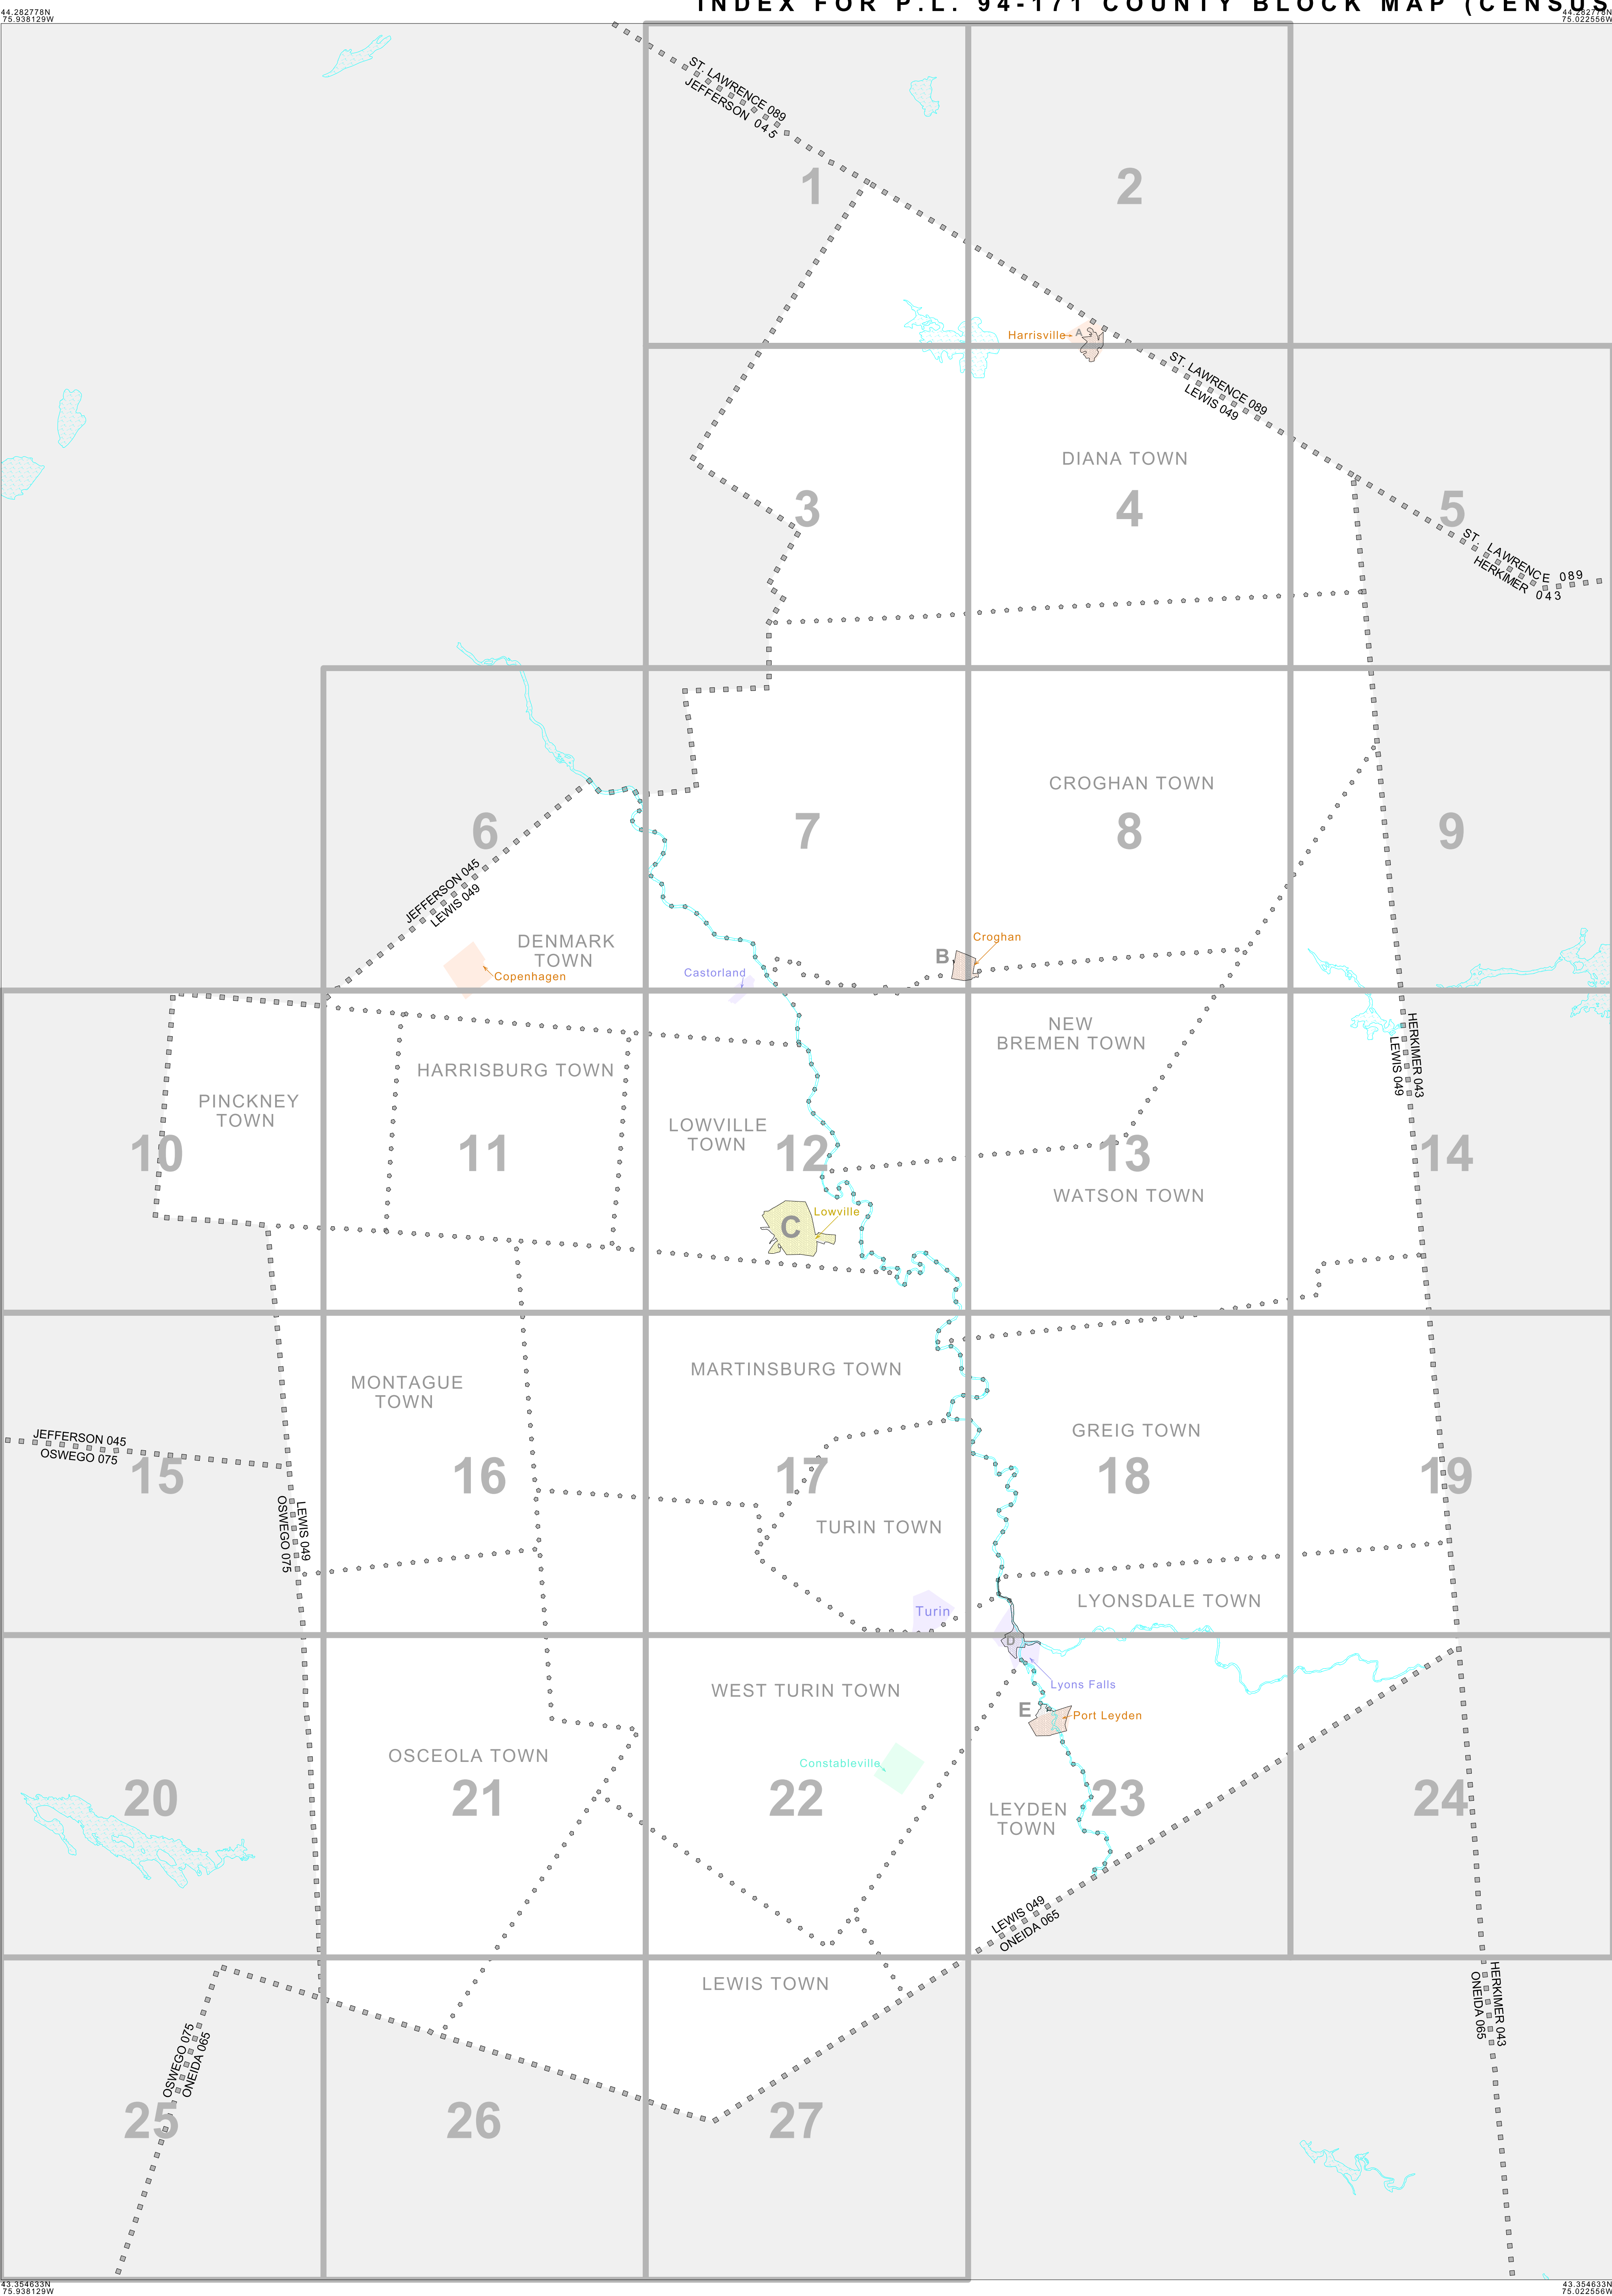 INDEX FOR P.L. 94-171 COUNTY BLOCK MAP (CENSUS
44.282778N
75.938129W
44.282778N
75.022556W
ST. LAWRENCE 089
JEFFERSON 045
1
2
Harrisville
A
ST. LAWRENCE 089
LEWIS 049
DIANA TOWN
3
4
5
ST. LAWRENCE 089
HERKIMER 043
CROGHAN TOWN
6
7
8
9
JEFFERSON 045
LEWIS 049
DENMARK
TOWN
Copenhagen
Castorland
B
Croghan
NEW
BREMEN TOWN
HERKIMER 043
LEWIS 049
HARRISBURG TOWN
PINCKNEY
TOWN
LOWVILLE
TOWN
10
11
12
13
14
WATSON TOWN
C
Lowville
MARTINSBURG TOWN
MONTAGUE
TOWN
GREIG TOWN
JEFFERSON 045
OSWEGO 075
15
16
17
18
19
LEWIS 049
OSWEGO 075
TURIN TOWN
LYONSDALE TOWN
Turin
D
Lyons Falls
WEST TURIN TOWN
E
Port Leyden
OSCEOLA TOWN
Constableville
20
21
22
23
24
LEYDEN
TOWN
LEWIS 049
ONEIDA 065
LEWIS TOWN
HERKIMER 043
ONEIDA 065
OSWEGO 075
ONEIDA 065
25
26
27
43.354633N
75.938129W
43.354633N
75.022556W